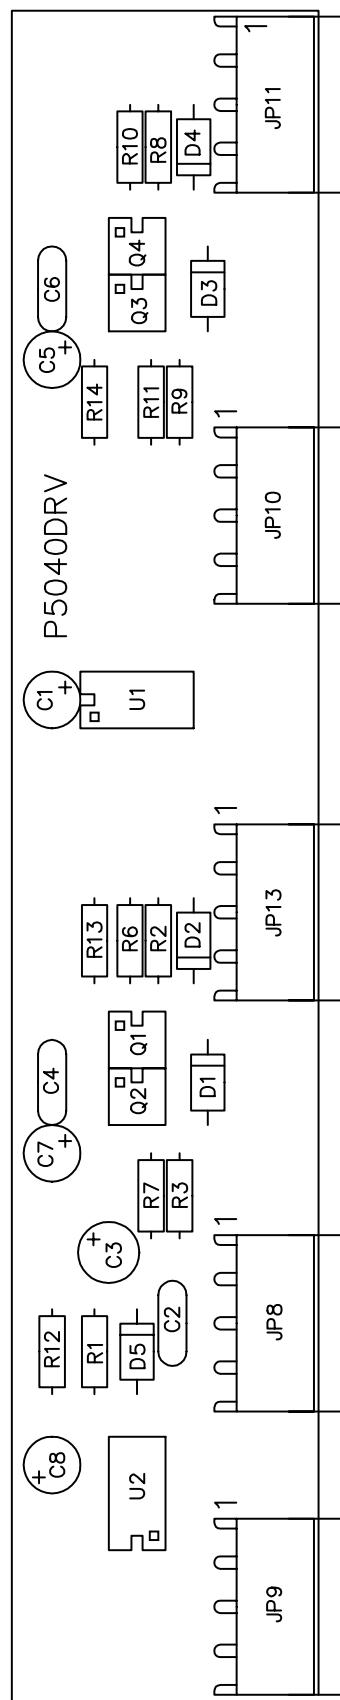 1
JP11
R10
R8
D4
Q4
Q3
D3
C6
C5
+
R14
R11
R9
1
JP10
P5040DRV
C1
+
U1
1
JP13
R13
R6
R2
D2
Q1
Q2
D1
C4
C7
+
R7
R3
C3
+
1
JP8
C2
R12
R1
D5
C8
+
U2
1
JP9